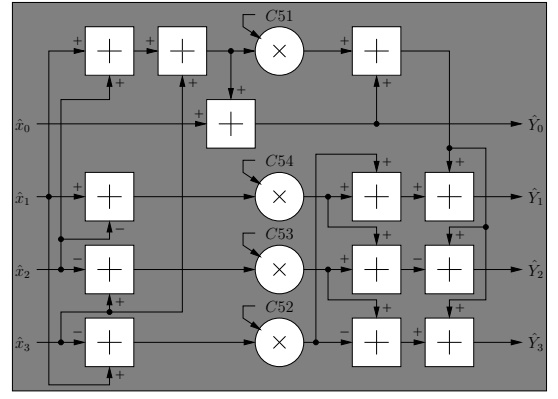 C51
+ + + +
+ +
+ + +
x̂₀ + Ŷ₀
C54 + +
x̂₁ + + + Ŷ₁
−
C53 + +
x̂₂ − + − Ŷ₂
+
C52 + +
x̂₃ − − + Ŷ₃
+